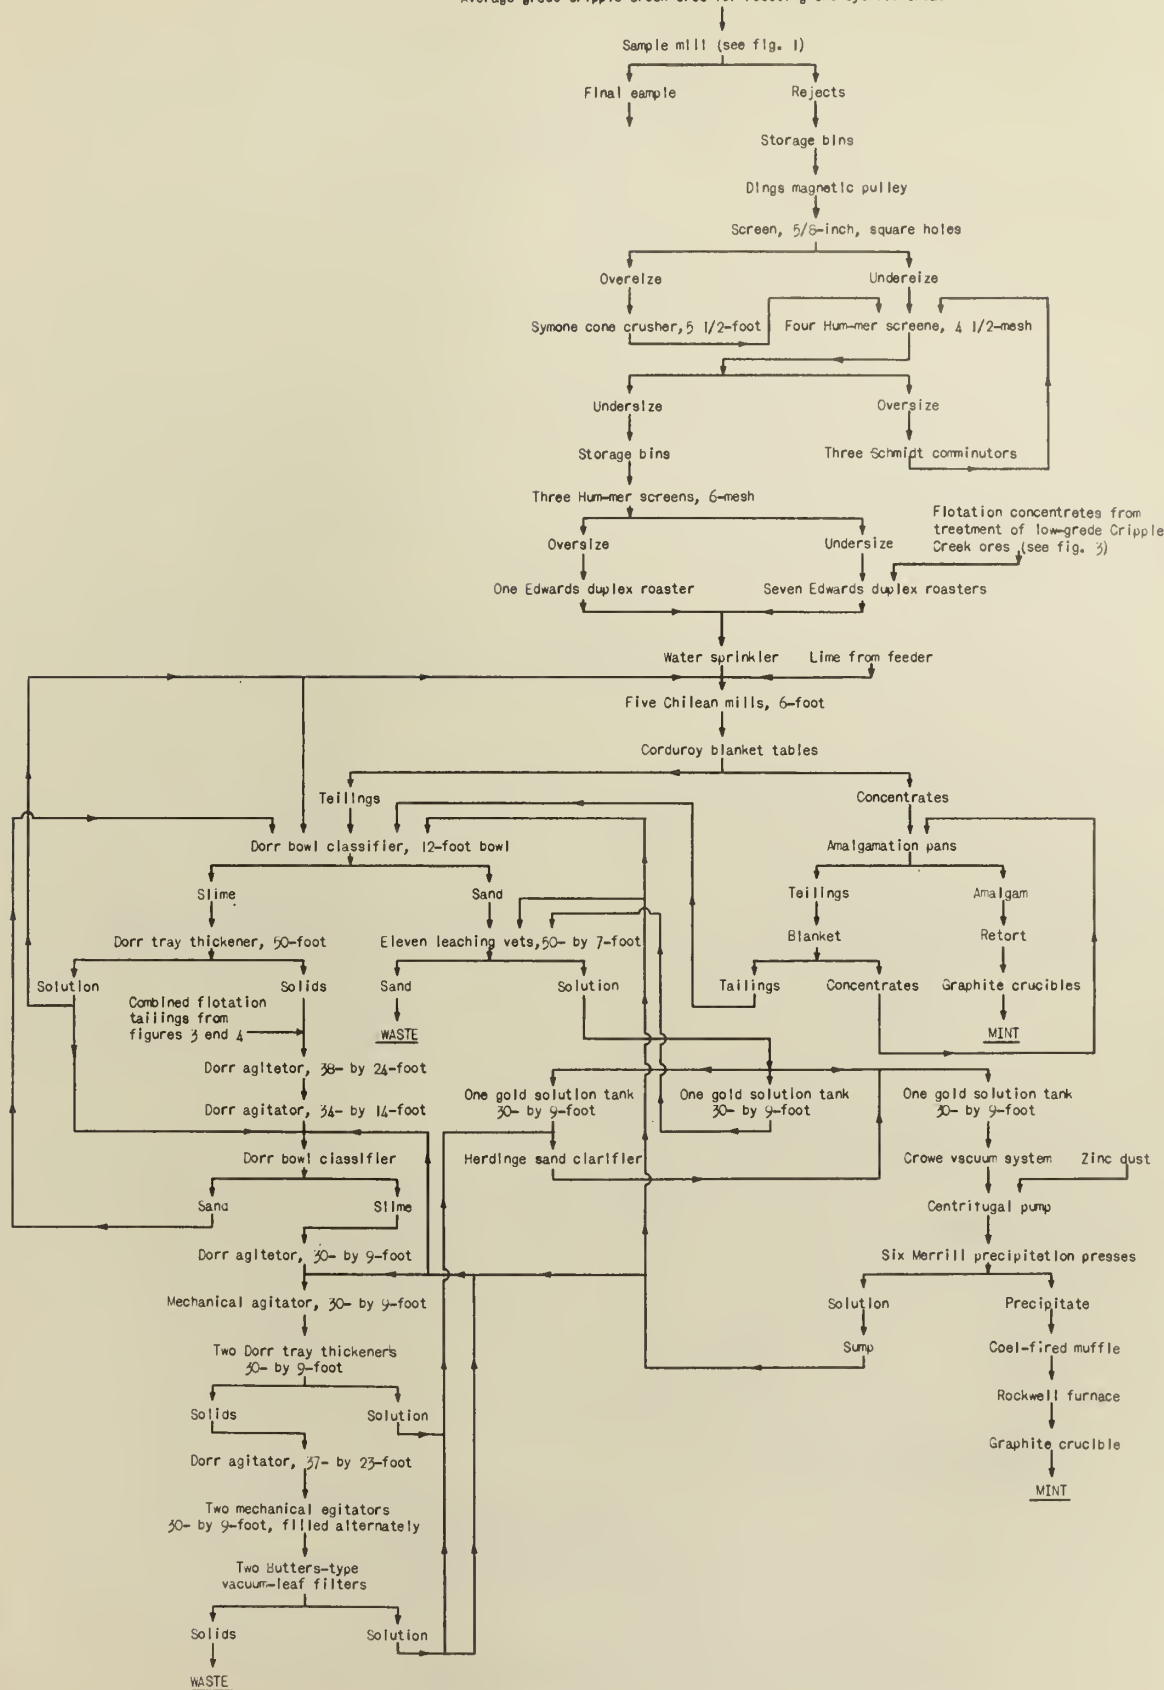 Sample mill (see fig. 1)
Final eample
Rejects
Storage bins
Dings magnetic pulley
Screen, 5/8-inch, square holes
Overeize
Undereize
Symone cone crusher, 5 1/2-foot
Four Hum-mer screene, 4 1/2-mesh
Undersize
Oversize
Storage bins
Three Schmidt comminutors
Three Hum-mer screens, 6-mesh
Flotation concentretes from
treetment of low-grede Cripple
Creek ores (see fig. 3)
Oversize
Undersize
One Edwards duplex roaster
Seven Edwards duplex roasters
Water sprinkler
Lime from feeder
Five Chilean mills, 6-foot
Corduroy blanket tables
Teilings
Concentrates
Dorr bowl classifier, 12-foot bowl
Amalgamation pans
Slime
Sand
Teilings
Amalgam
Dorr tray thickener, 50-foot
Eleven leaching vets, 50- by 7-foot
Blanket
Retort
Solution
Solids
Sand
Solution
Tailings
Concentrates
Graphite crucibles
Combined flotation
tailings from
figures 3 end 4
WASTE
MINT
Dorr agitetor, 38- by 24-foot
One gold solution tank
30- by 9-foot
One gold solution tank
30- by 9-foot
One gold solution tank
30- by 9-foot
Dorr agitator, 34- by 14-foot
Dorr bowl classifier
Herdinge sand clarifier
Crowe vscuum system
Zinc dust
Sand
Slime
Centrifugal pump
Dorr agitetor, 30- by 9-foot
Six Merrill precipitetion presses
Mechanical agitator, 30- by 9-foot
Solution
Precipitate
Two Dorr tray thickeners
30- by 9-foot
Sump
Coel-fired muffle
Solids
Solution
Rockwell furnace
Dorr agitator, 37- by 23-foot
Graphite crucible
MINT
Two mechanical egitators
30- by 9-foot, filled alternately
Two Butters-type
vacuum-leaf filters
Solids
Solution
WASTE